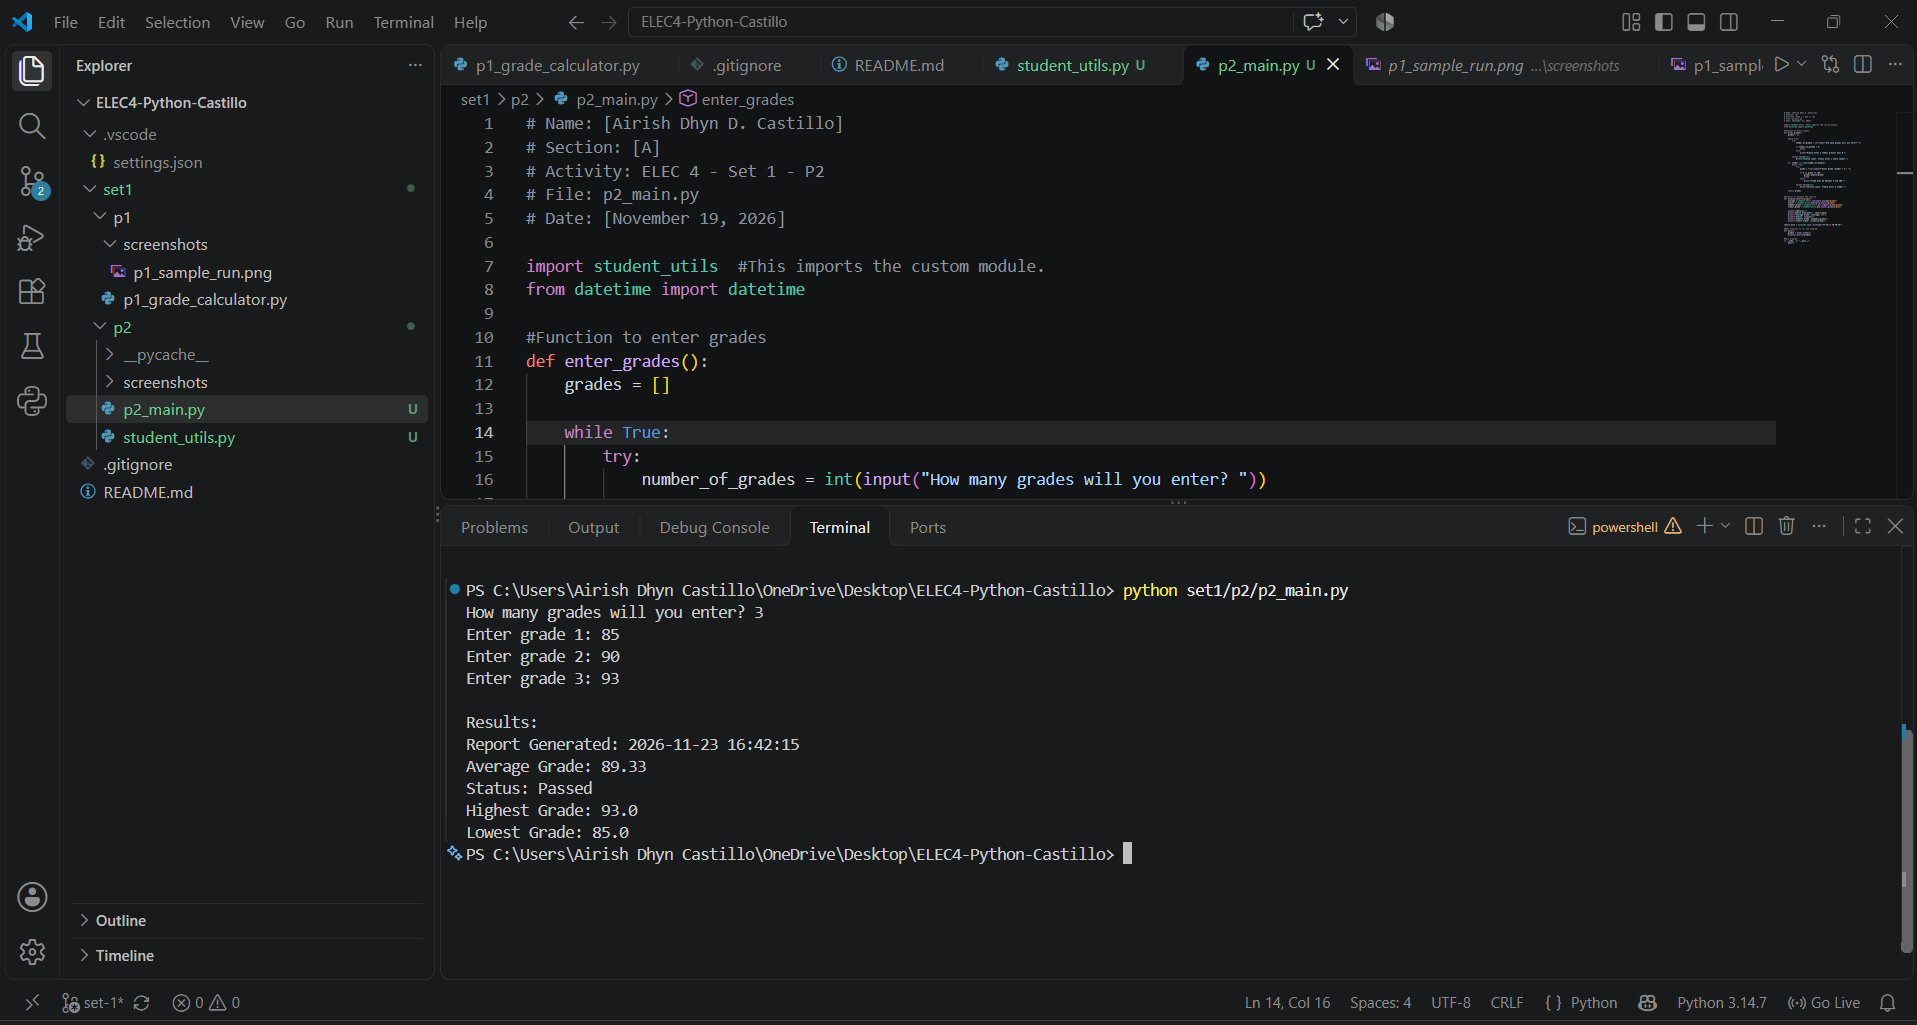 File Edit Selection View Go Run Terminal Help
ELEC4-Python-Castillo
Explorer
ELEC4-Python-Castillo
.vscode
{} settings.json
set1
p1
screenshots
p1_sample_run.png
p1_grade_calculator.py
p2
__pycache__
screenshots
p2_main.py U
student_utils.py U
.gitignore
README.md
Outline
Timeline
2
p1_grade_calculator.py .gitignore README.md student_utils.py U p2_main.py U p1_sample_run.png ...\screenshots p1_sampl
set1 > p2 > p2_main.py > enter_grades
1 # Name: [Airish Dhyn D. Castillo]
2 # Section: [A]
3 # Activity: ELEC 4 - Set 1 - P2
4 # File: p2_main.py
5 # Date: [November 19, 2026]
6
7 import student_utils  #This imports the custom module.
8 from datetime import datetime
9
10 #Function to enter grades
11 def enter_grades():
12     grades = []
13
14     while True:
15         try:
16             number_of_grades = int(input("How many grades will you enter? "))
Problems Output Debug Console Terminal Ports
powershell
PS C:\Users\Airish Dhyn Castillo\OneDrive\Desktop\ELEC4-Python-Castillo> python set1/p2/p2_main.py
How many grades will you enter? 3
Enter grade 1: 85
Enter grade 2: 90
Enter grade 3: 93
Results:
Report Generated: 2026-11-23 16:42:15
Average Grade: 89.33
Status: Passed
Highest Grade: 93.0
Lowest Grade: 85.0
PS C:\Users\Airish Dhyn Castillo\OneDrive\Desktop\ELEC4-Python-Castillo>
set-1* 0 0 Ln 14, Col 16 Spaces: 4 UTF-8 CRLF {} Python Python 3.14.7 Go Live